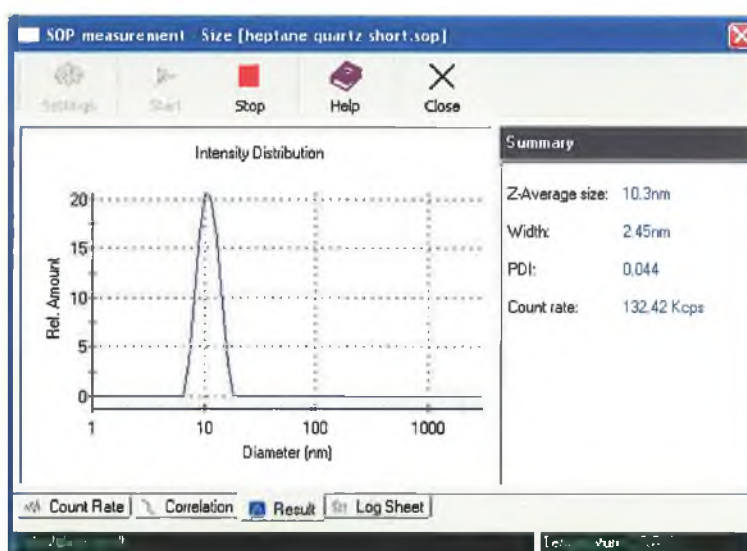 SOP measurement - Size [heptane quartz short.sop]
Settings Start Stop Help Close
Intensity Distribution
Rel. Amount
20
15
10
5
0
1 10 100 1000
Diameter (nm)
Summary
Z-Average size: 10.3nm
Width: 2.45nm
PDI: 0.044
Count rate: 132.42 Kcps
Count Rate Correlation Result Log Sheet